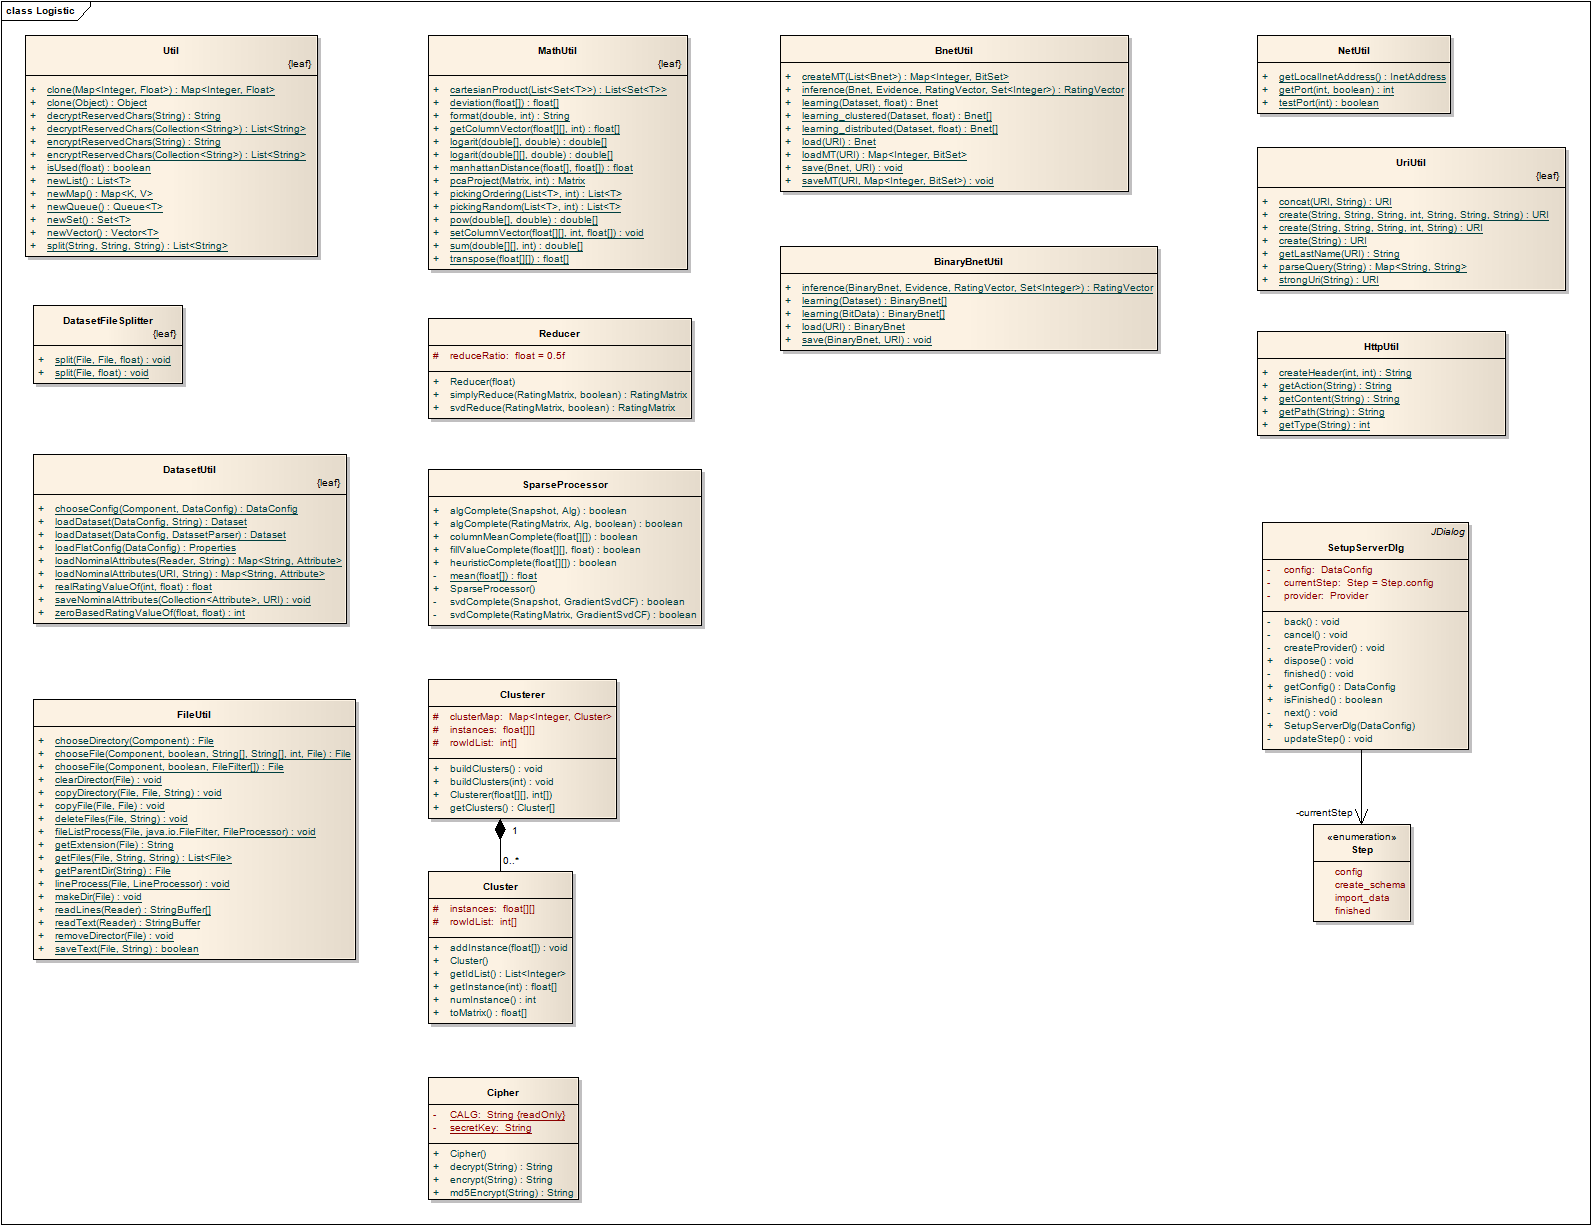 class Logistic
Util
{leaf}
+ clone(Map<Integer, Float>) : Map<Integer, Float>
+ clone(Object) : Object
+ decryptReservedChars(String) : String
+ decryptReservedChars(Collection<String>) : List<String>
+ encryptReservedChars(String) : String
+ encryptReservedChars(Collection<String>) : List<String>
+ isUsed(float) : boolean
+ newList() : List<T>
+ newMap() : Map<K, V>
+ newQueue() : Queue<T>
+ newSet() : Set<T>
+ newVector() : Vector<T>
+ split(String, String, String) : List<String>
DatasetFileSplitter
{leaf}
+ split(File, File, float) : void
+ split(File, float) : void
DatasetUtil
{leaf}
+ chooseConfig(Component, DataConfig) : DataConfig
+ loadDataset(DataConfig, String) : Dataset
+ loadDataset(DataConfig, DatasetParser) : Dataset
+ loadFlatConfig(DataConfig) : Properties
+ loadNominalAttributes(Reader, String) : Map<String, Attribute>
+ loadNominalAttributes(URI, String) : Map<String, Attribute>
+ realRatingValueOf(int, float) : float
+ saveNominalAttributes(Collection<Attribute>, URI) : void
+ zeroBasedRatingValueOf(float, float) : int
FileUtil
+ chooseDirectory(Component) : File
+ chooseFile(Component, boolean, String[], String[], int, File) : File
+ chooseFile(Component, boolean, FileFilter[]) : File
+ clearDirector(File) : void
+ copyDirectory(File, File, String) : void
+ copyFile(File, File) : void
+ deleteFiles(File, String) : void
+ fileListProcess(File, java.io.FileFilter, FileProcessor) : void
+ getExtension(File) : String
+ getFiles(File, String, String) : List<File>
+ getParentDir(String) : File
+ lineProcess(File, LineProcessor) : void
+ makeDir(File) : void
+ readLines(Reader) : StringBuffer[]
+ readText(Reader) : StringBuffer
+ removeDirector(File) : void
+ saveText(File, String) : boolean
MathUtil
{leaf}
+ cartesianProduct(List<Set<T>>) : List<Set<T>>
+ deviation(float[]) : float[]
+ format(double, int) : String
+ getColumnVector(float[][], int) : float[]
+ logarit(double[], double) : double[]
+ logarit(double[][], double) : double[]
+ manhattanDistance(float[], float[]) : float
+ pcaProject(Matrix, int) : Matrix
+ pickingOrdering(List<T>, int) : List<T>
+ pickingRandom(List<T>, int) : List<T>
+ pow(double[], double) : double[]
+ setColumnVector(float[][], int, float[]) : void
+ sum(double[][], int) : double[]
+ transpose(float[][]) : float[]
Reducer
# reduceRatio: float = 0.5f
+ Reducer(float)
+ simplyReduce(RatingMatrix, boolean) : RatingMatrix
+ svdReduce(RatingMatrix, boolean) : RatingMatrix
SparseProcessor
+ algComplete(Snapshot, Alg) : boolean
+ algComplete(RatingMatrix, Alg, boolean) : boolean
+ columnMeanComplete(float[][]) : boolean
+ fillValueComplete(float[][], float) : boolean
+ heuristicComplete(float[][]) : boolean
- mean(float[]) : float
+ SparseProcessor()
- svdComplete(Snapshot, GradientSvdCF) : boolean
- svdComplete(RatingMatrix, GradientSvdCF) : boolean
Clusterer
# clusterMap: Map<Integer, Cluster>
# instances: float[][]
# rowIdList: int[]
+ buildClusters() : void
+ buildClusters(int) : void
+ Clusterer(float[][], int[])
+ getClusters() : Cluster[]
1
0..*
Cluster
# instances: float[][]
# rowIdList: int[]
+ addInstance(float[]) : void
+ Cluster()
+ getIdList() : List<Integer>
+ getInstance(int) : float[]
+ numInstance() : int
+ toMatrix() : float[]
Cipher
- CALG: String {readOnly}
- secretKey: String
+ Cipher()
+ decrypt(String) : String
+ encrypt(String) : String
+ md5Encrypt(String) : String
BnetUtil
+ createMT(List<Bnet>) : Map<Integer, BitSet>
+ inference(Bnet, Evidence, RatingVector, Set<Integer>) : RatingVector
+ learning(Dataset, float) : Bnet
+ learning_clustered(Dataset, float) : Bnet[]
+ learning_distributed(Dataset, float) : Bnet[]
+ load(URI) : Bnet
+ loadMT(URI) : Map<Integer, BitSet>
+ save(Bnet, URI) : void
+ saveMT(URI, Map<Integer, BitSet>) : void
BinaryBnetUtil
+ inference(BinaryBnet, Evidence, RatingVector, Set<Integer>) : RatingVector
+ learning(Dataset) : BinaryBnet[]
+ learning(BitData) : BinaryBnet[]
+ load(URI) : BinaryBnet
+ save(BinaryBnet, URI) : void
NetUtil
+ getLocalInetAddress() : InetAddress
+ getPort(int, boolean) : int
+ testPort(int) : boolean
UriUtil
{leaf}
+ concat(URI, String) : URI
+ create(String, String, String, int, String, String, String) : URI
+ create(String, String, String, int, String) : URI
+ create(String) : URI
+ getLastName(URI) : String
+ parseQuery(String) : Map<String, String>
+ strongUri(String) : URI
HttpUtil
+ createHeader(int, int) : String
+ getAction(String) : String
+ getContent(String) : String
+ getPath(String) : String
+ getType(String) : int
JDialog
SetupServerDlg
- config: DataConfig
- currentStep: Step = Step.config
- provider: Provider
- back() : void
- cancel() : void
- createProvider() : void
+ dispose() : void
- finished() : void
+ getConfig() : DataConfig
+ isFinished() : boolean
- next() : void
+ SetupServerDlg(DataConfig)
- updateStep() : void
-currentStep
«enumeration»
Step
config
create_schema
import_data
finished